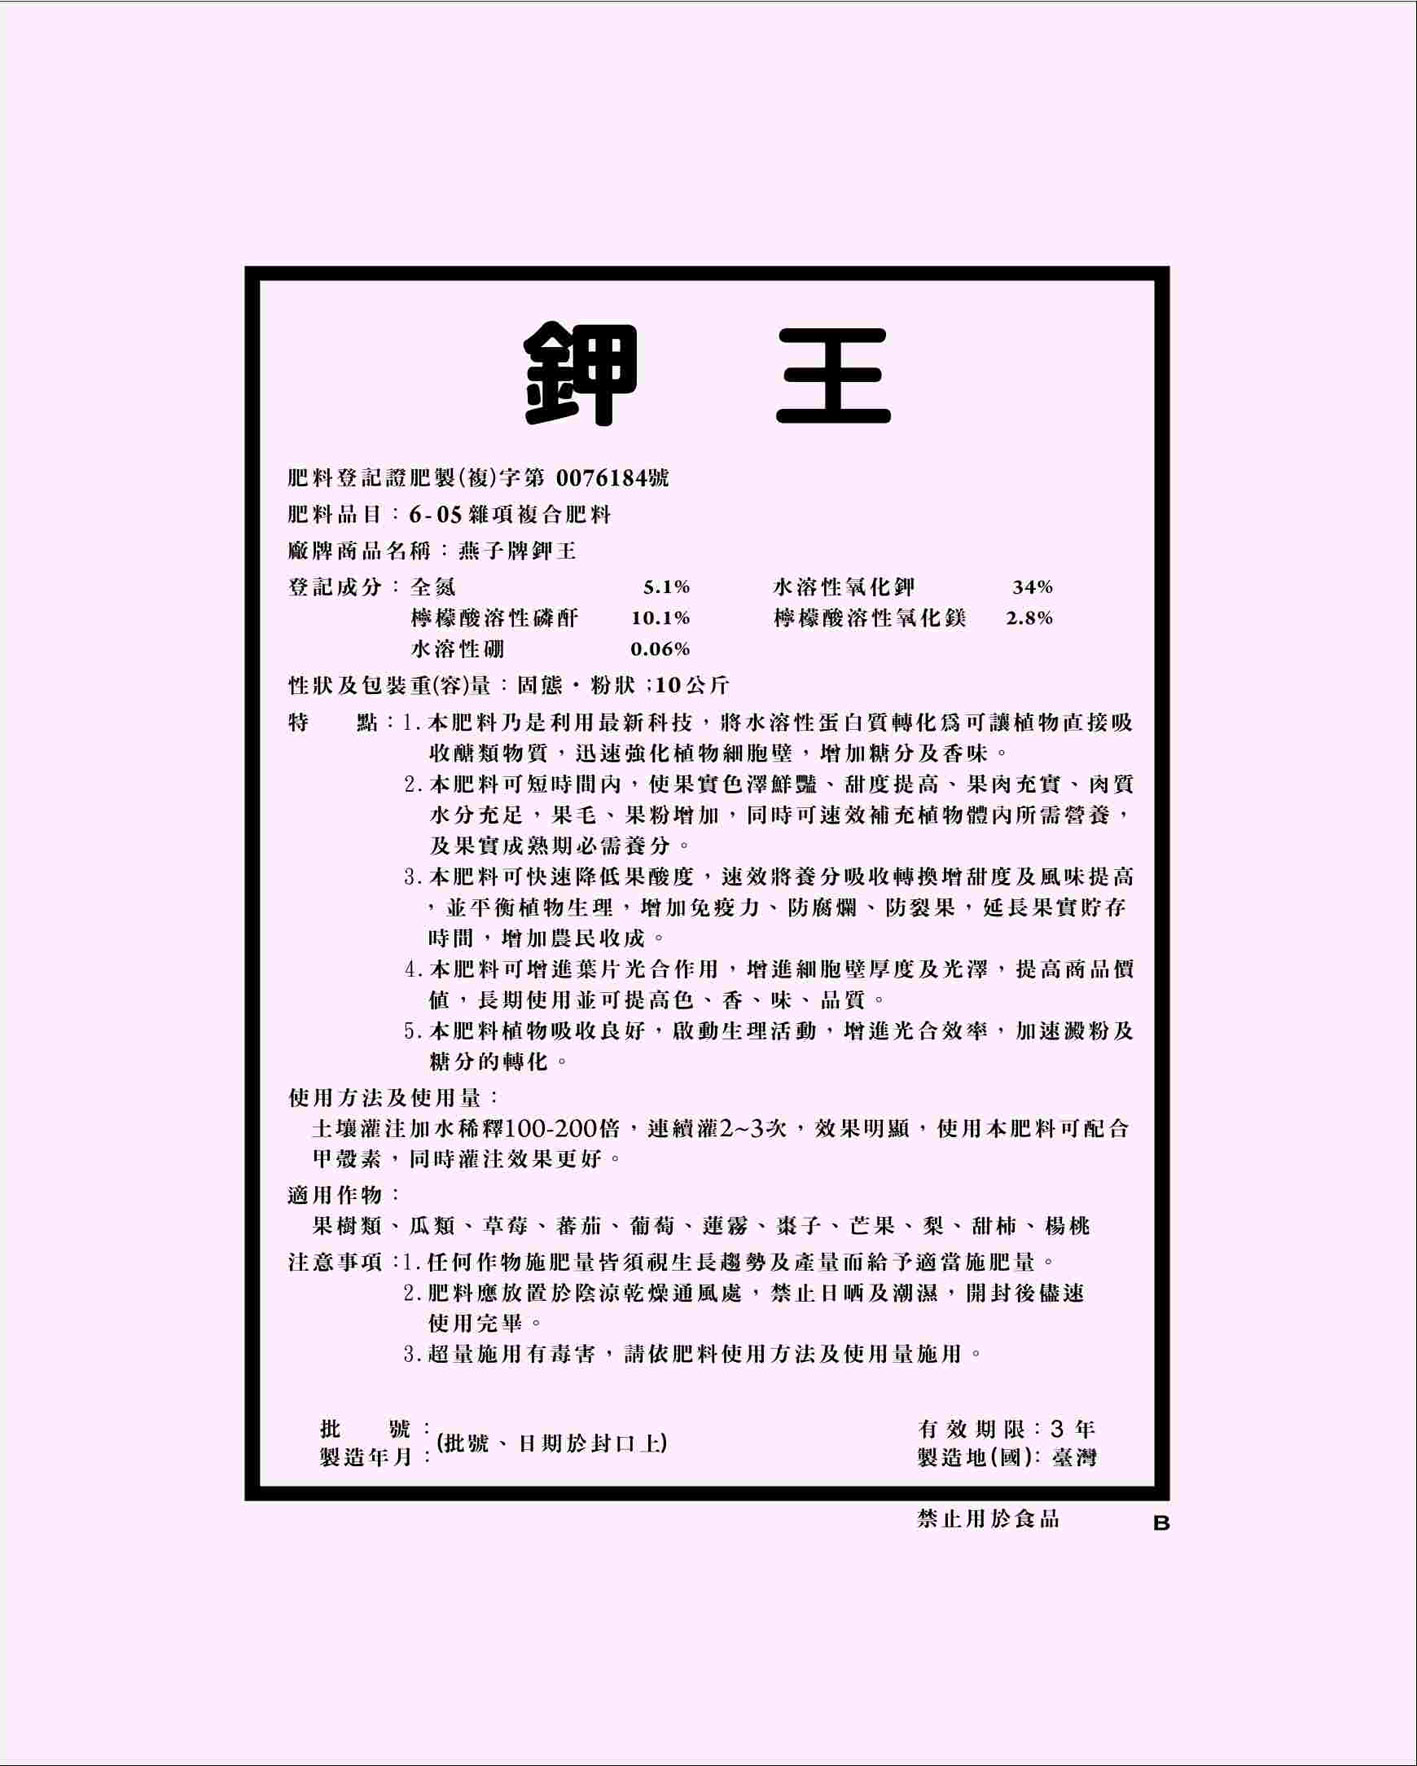 鉀 王
肥料登記證肥製(複)字第 0076184號
肥料品目：6-05 雜項複合肥料
廠牌商品名稱：燕子牌鉀王
登記成分：全氮 5.1% 水溶性氧化鉀 34%
檸檬酸溶性磷酐 10.1% 檸檬酸溶性氧化鎂 2.8%
水溶性硼 0.06%
性狀及包裝重(容)量：固態・粉狀；10公斤
特 點：1.本肥料乃是利用最新科技，將水溶性蛋白質轉化爲可讓植物直接吸
收醣類物質，迅速強化植物細胞壁，增加糖分及香味。
2.本肥料可短時間內，使果實色澤鮮豔、甜度提高、果肉充實、肉質
水分充足，果毛、果粉增加，同時可速效補充植物體內所需營養，
及果實成熟期必需養分。
3.本肥料可快速降低果酸度，速效將養分吸收轉換增甜度及風味提高
，並平衡植物生理，增加免疫力、防腐爛、防裂果，延長果實貯存
時間，增加農民收成。
4.本肥料可增進葉片光合作用，增進細胞壁厚度及光澤，提高商品價
值，長期使用並可提高色、香、味、品質。
5.本肥料植物吸收良好，啟動生理活動，增進光合效率，加速澱粉及
糖分的轉化。
使用方法及使用量：
土壤灌注加水稀釋100-200倍，連續灌2~3次，效果明顯，使用本肥料可配合
甲殼素，同時灌注效果更好。
適用作物：
果樹類、瓜類、草莓、蕃茄、葡萄、蓮霧、棗子、芒果、梨、甜柿、楊桃
注意事項：1.任何作物施肥量皆須視生長趨勢及產量而給予適當施肥量。
2.肥料應放置於陰涼乾燥通風處，禁止日晒及潮濕，開封後儘速
使用完畢。
3.超量施用有毒害，請依肥料使用方法及使用量施用。
批 號：
製造年月：
(批號、日期於封口上)
有效期限：3 年
製造地(國)：臺灣
禁止用於食品
B